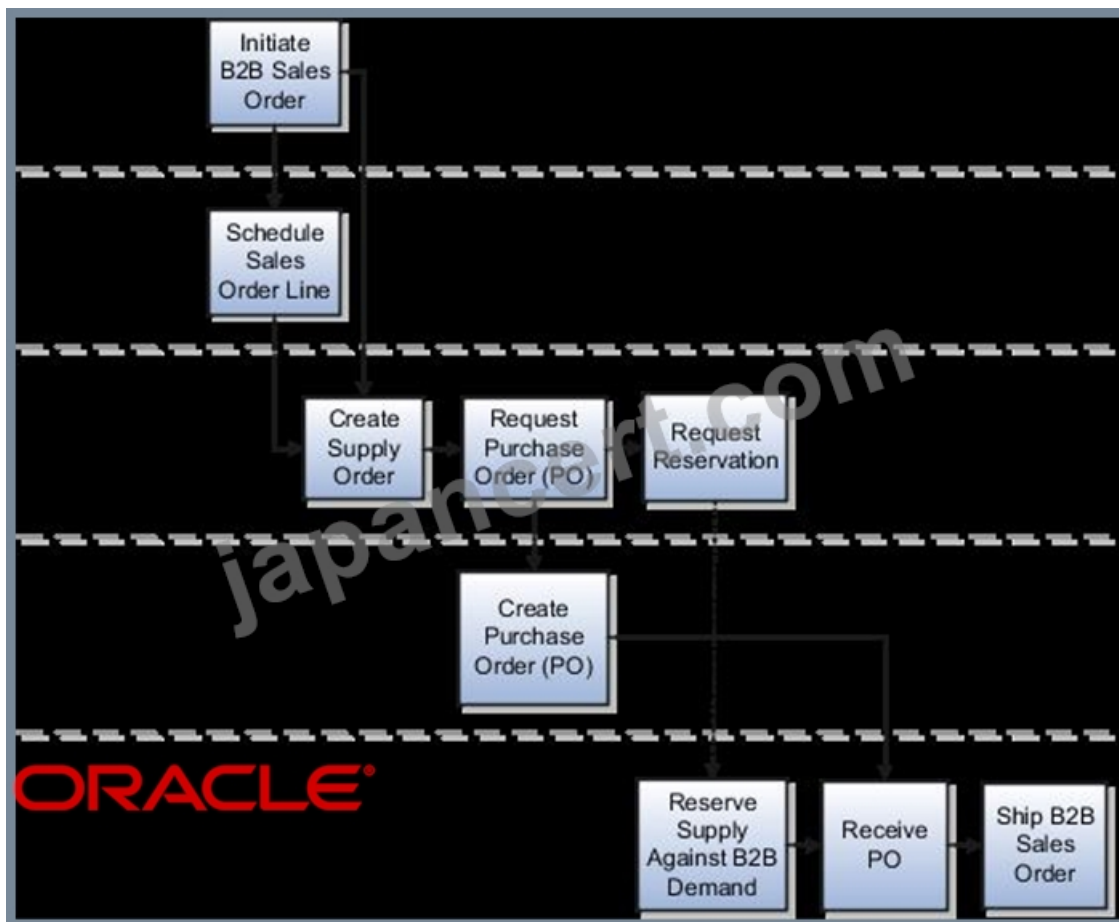 Initiate
B2B Sales
Order
Schedule
Sales
Order Line
Create
Supply
Order
Request
Purchase
Order (PO)
Request
Reservation
japancert.com
Create
Purchase
Order (PO)
ORACLE®
Reserve
Supply
Against B2B
Demand
Receive
PO
Ship B2B
Sales
Order